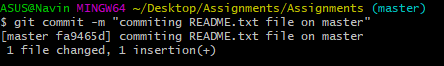 ASUS@Navin MINGW64 ~/Desktop/Assignments/Assignments (master)
$ git commit -m "commiting README.txt file on master"
[master fa9465d] commiting README.txt file on master
 1 file changed, 1 insertion(+)